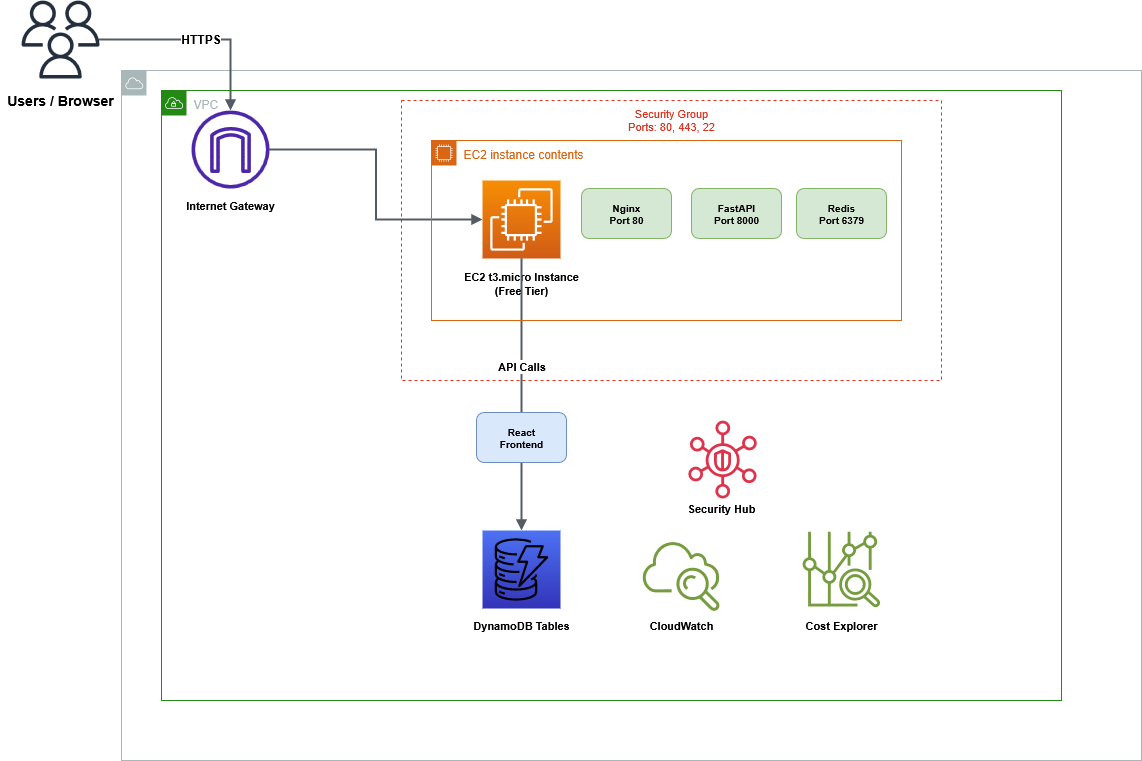 HTTPS
Users / Browser
VPC
Internet Gateway
Security Group
Ports: 80, 443, 22
EC2 instance contents
Nginx
Port 80
FastAPI
Port 8000
Redis
Port 6379
EC2 t3.micro Instance
(Free Tier)
API Calls
React
Frontend
Security Hub
DynamoDB Tables
CloudWatch
Cost Explorer